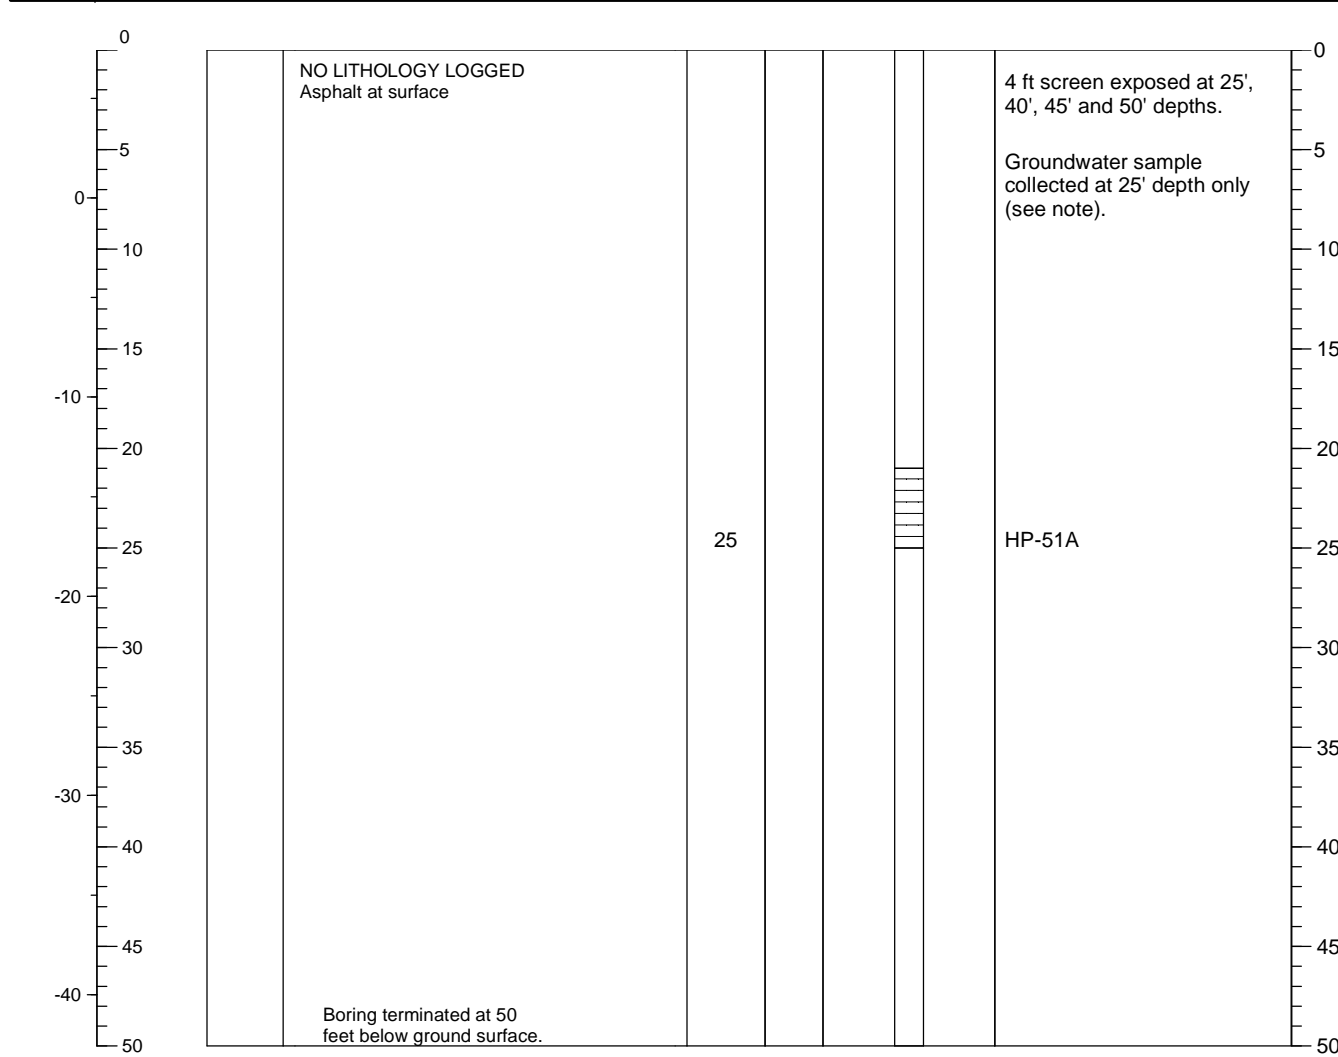 0
0
NO LITHOLOGY LOGGED
Asphalt at surface
4 ft screen exposed at 25',
40', 45' and 50' depths.
5
5
Groundwater sample
collected at 25' depth only
(see note).
0
10
10
15
15
-10
20
20
25
HP-51A
25
25
-20
30
30
35
35
-30
40
40
45
45
-40
Boring terminated at 50
feet below ground surface.
50
50